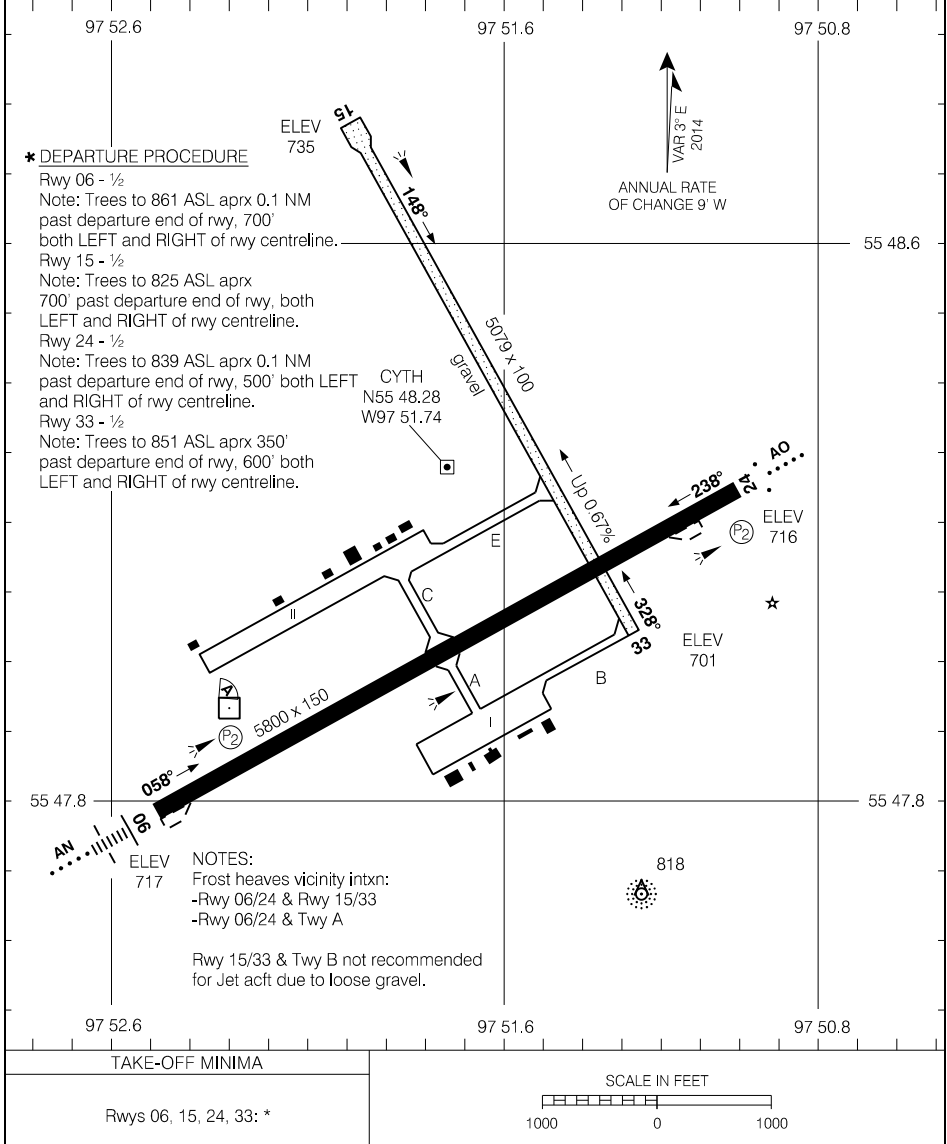 97 52.6
97 51.6
97 50.8
15
ELEV
735
VAR 3° E
2014
ANNUAL RATE
OF CHANGE 9' W
* DEPARTURE PROCEDURE
Rwy 06 - ½
Note: Trees to 861 ASL aprx 0.1 NM
past departure end of rwy, 700'
both LEFT and RIGHT of rwy centreline.
Rwy 15 - ½
Note: Trees to 825 ASL aprx
700' past departure end of rwy, both
LEFT and RIGHT of rwy centreline.
Rwy 24 - ½
Note: Trees to 839 ASL aprx 0.1 NM
past departure end of rwy, 500' both LEFT
and RIGHT of rwy centreline.
Rwy 33 - ½
Note: Trees to 851 ASL aprx 350'
past departure end of rwy, 600' both
LEFT and RIGHT of rwy centreline.
148°
55 48.6
5079 x 100
gravel
CYTH
N55 48.28
W97 51.74
Up 0.67%
238°
24
AO
P2
ELEV
716
E
C
II
328°
33
ELEV
701
A
B
I
A
P2
5800 x 150
058°
55 47.8
55 47.8
06
AN
ELEV
717
NOTES:
Frost heaves vicinity intxn:
-Rwy 06/24 & Rwy 15/33
-Rwy 06/24 & Twy A
Rwy 15/33 & Twy B not recommended
for Jet acft due to loose gravel.
818
97 52.6
97 51.6
97 50.8
TAKE-OFF MINIMA
Rwys 06, 15, 24, 33: *
SCALE IN FEET
1000
0
1000